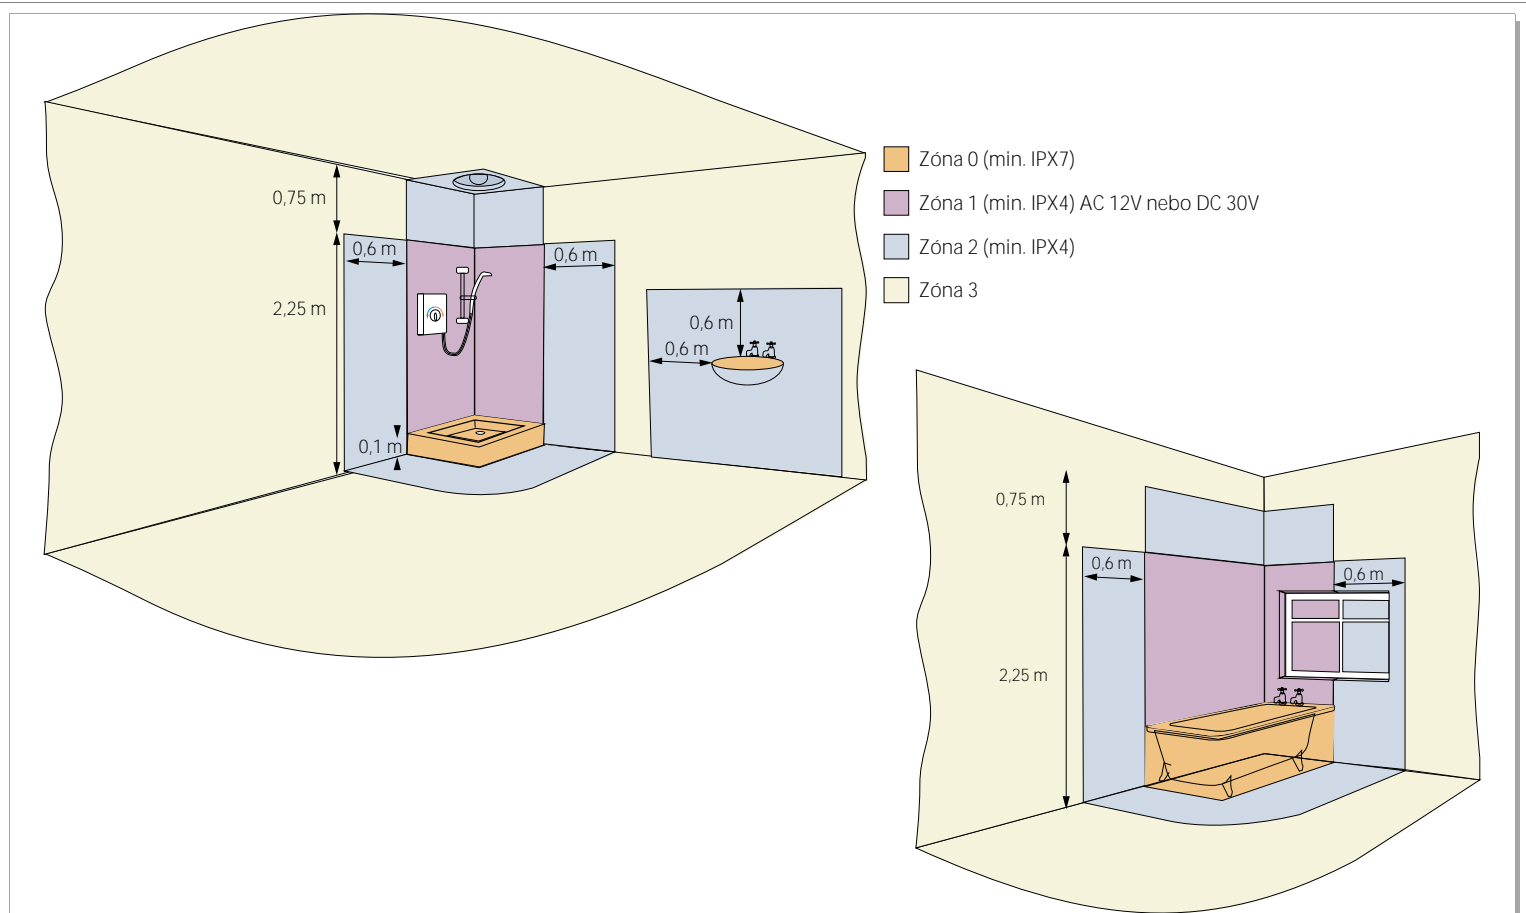 Zóna 0 (min. IPX7)
Zóna 1 (min. IPX4) AC 12V nebo DC 30V
Zóna 2 (min. IPX4)
Zóna 3
0,75 m
0,6 m
0,6 m
2,25 m
0,6 m
0,6 m
0,1 m
0,75 m
0,6 m
0,6 m
2,25 m